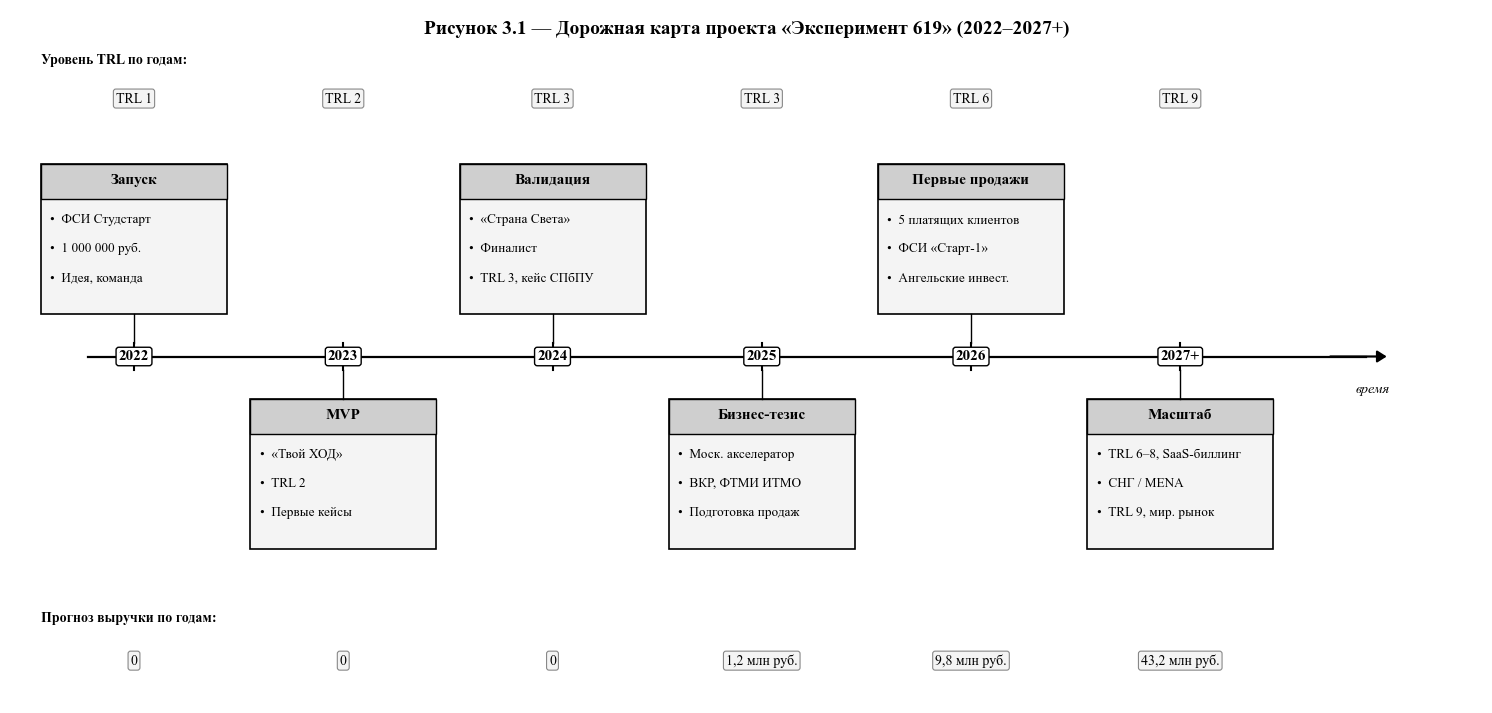 Рисунок 3.1 — Дорожная карта проекта «Эксперимент 619» (2022–2027+)
Уровень TRL по годам:
TRL 1
TRL 2
TRL 3
TRL 3
TRL 6
TRL 9
Запуск
• ФСИ Студстарт
• 1 000 000 руб.
• Идея, команда
Валидация
• «Страна Света»
• Финалист
• TRL 3, кейс СПбПУ
Первые продажи
• 5 платящих клиентов
• ФСИ «Старт-1»
• Ангельские инвест.
2022
2023
2024
2025
2026
2027+
время
MVP
• «Твой ХОД»
• TRL 2
• Первые кейсы
Бизнес-тезис
• Моск. акселератор
• ВКР, ФТМИ ИТМО
• Подготовка продаж
Масштаб
• TRL 6–8, SaaS-биллинг
• СНГ / MENA
• TRL 9, мир. рынок
Прогноз выручки по годам:
0
0
0
1,2 млн руб.
9,8 млн руб.
43,2 млн руб.